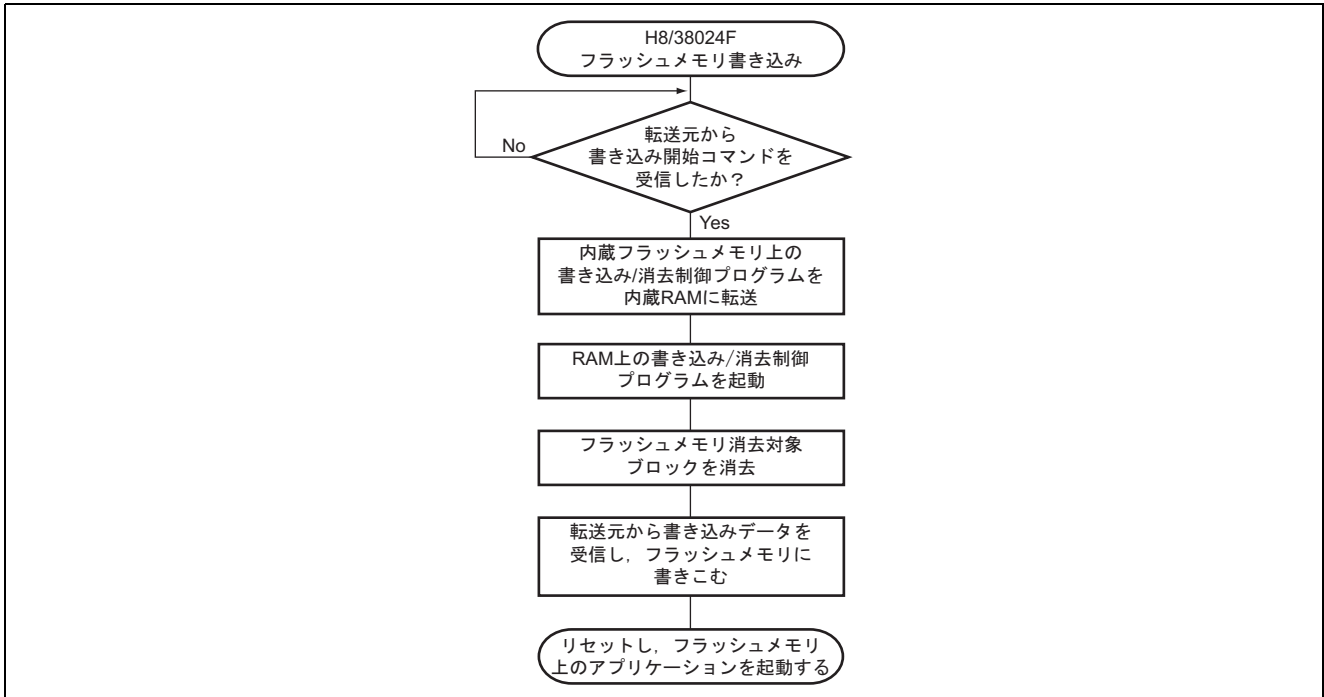 H8/38024F
フラッシュメモリ書き込み
転送元から
書き込み開始コマンドを
受信したか？
No
Yes
内蔵フラッシュメモリ上の
書き込み/消去制御プログラムを
内蔵RAMに転送
RAM上の書き込み/消去制御
プログラムを起動
フラッシュメモリ消去対象
ブロックを消去
転送元から書き込みデータを
受信し，フラッシュメモリに
書きこむ
リセットし，フラッシュメモリ
上のアプリケーションを起動する